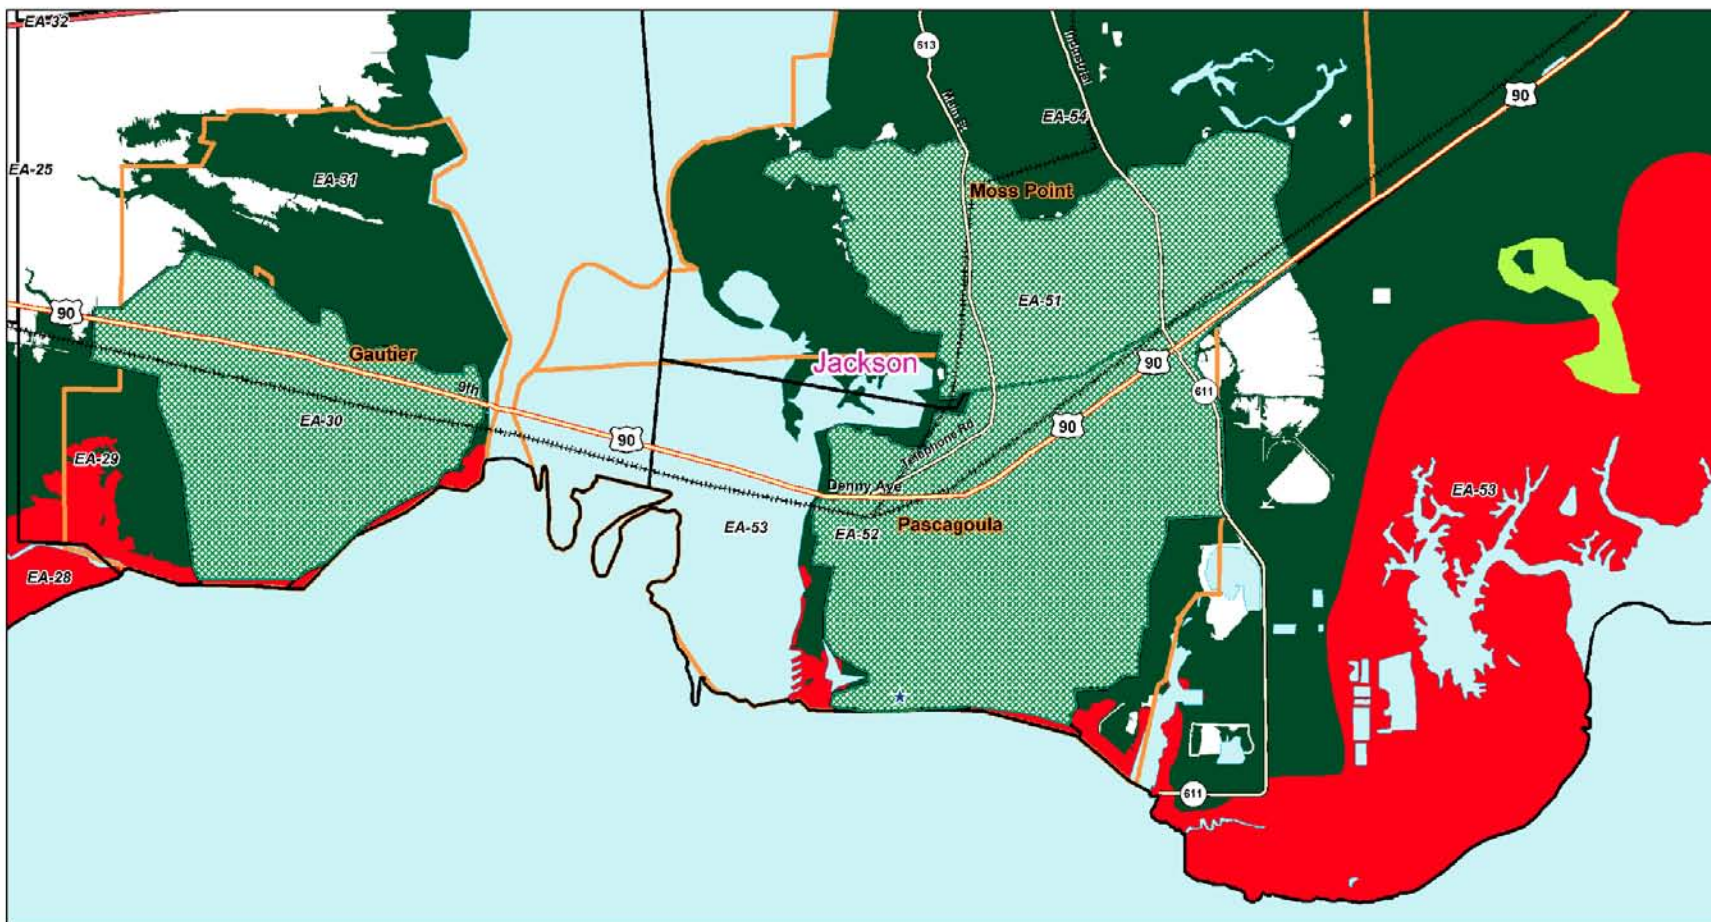 EA-32
613
Industrial
Main St
90
EA-54
EA-25
EA-31
Moss Point
EA-51
90
Gautier
Jackson
90
611
9th
EA-30
90
90
Telephone Rd
EA-29
Denny Ave
EA-53
EA-53
EA-52
Pascagoula
EA-28
611